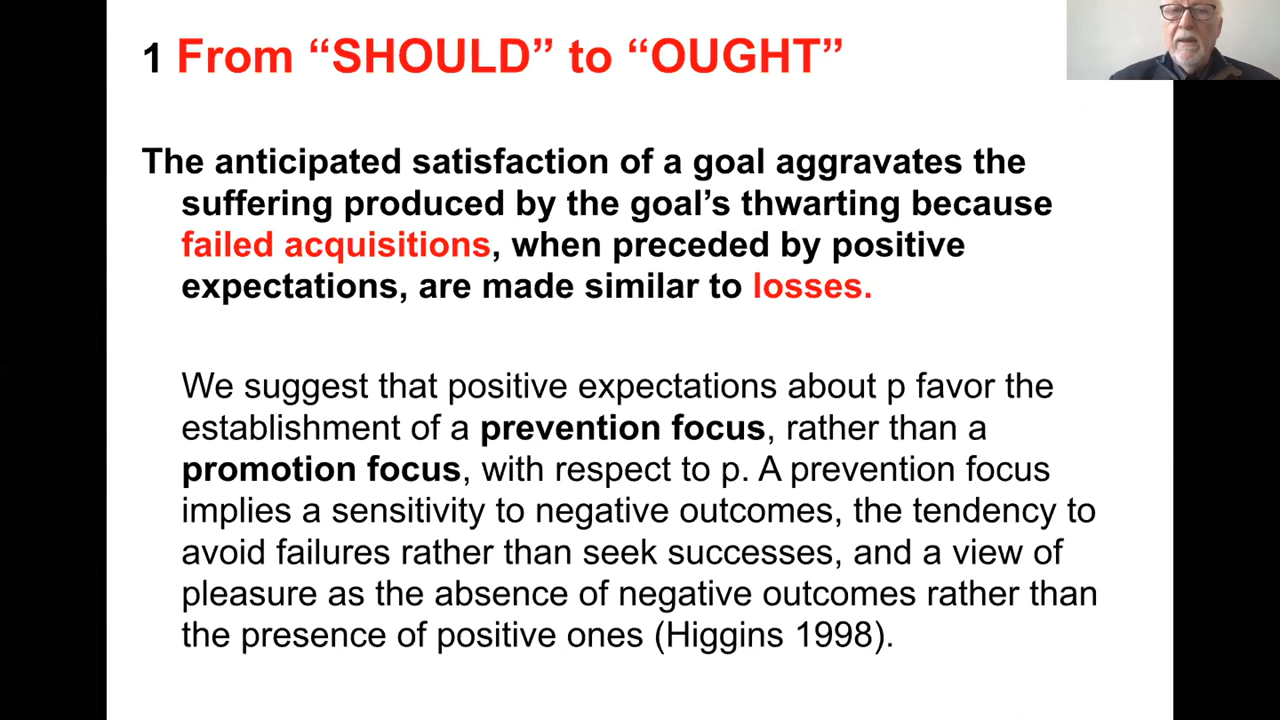 1 From “SHOULD” to “OUGHT”
The anticipated satisfaction of a goal aggravates the
suffering produced by the goal’s thwarting because
failed acquisitions, when preceded by positive
expectations, are made similar to losses.
We suggest that positive expectations about p favor the
establishment of a prevention focus, rather than a
promotion focus, with respect to p. A prevention focus
implies a sensitivity to negative outcomes, the tendency to
avoid failures rather than seek successes, and a view of
pleasure as the absence of negative outcomes rather than
the presence of positive ones (Higgins 1998).